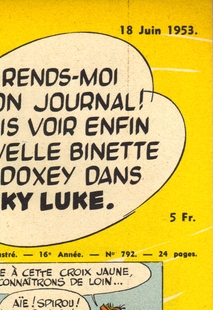 18 Juin 1953.
RENDS-MOI
ON JOURNAL!
IS VOIR ENFIN
VELLE BINETTE
DOXEY DANS
KY LUKE.
5 Fr.
stré. — 16e Année. — No 792. — 24 pages.
E À CETTE CROIX JAUNE,
CONNAÎTRONS DE LOIN...
AÏE! SPIROU!